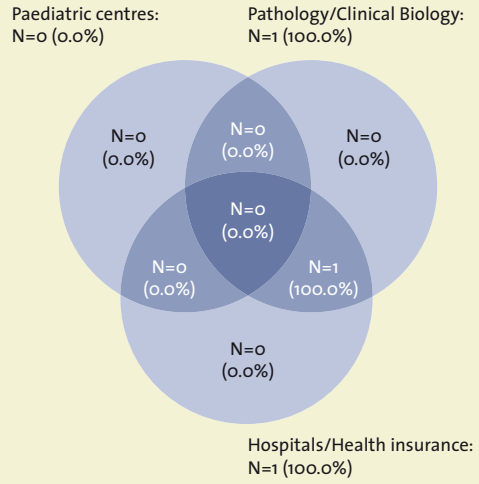 Paediatric centres:
N=0 (0.0%)
Pathology/Clinical Biology:
N=1 (100.0%)
N=0
(0.0%)
N=0
(0.0%)
N=0
(0.0%)
N=0
(0.0%)
N=0
(0.0%)
N=1
(100.0%)
N=0
(0.0%)
Hospitals/Health insurance:
N=1 (100.0%)